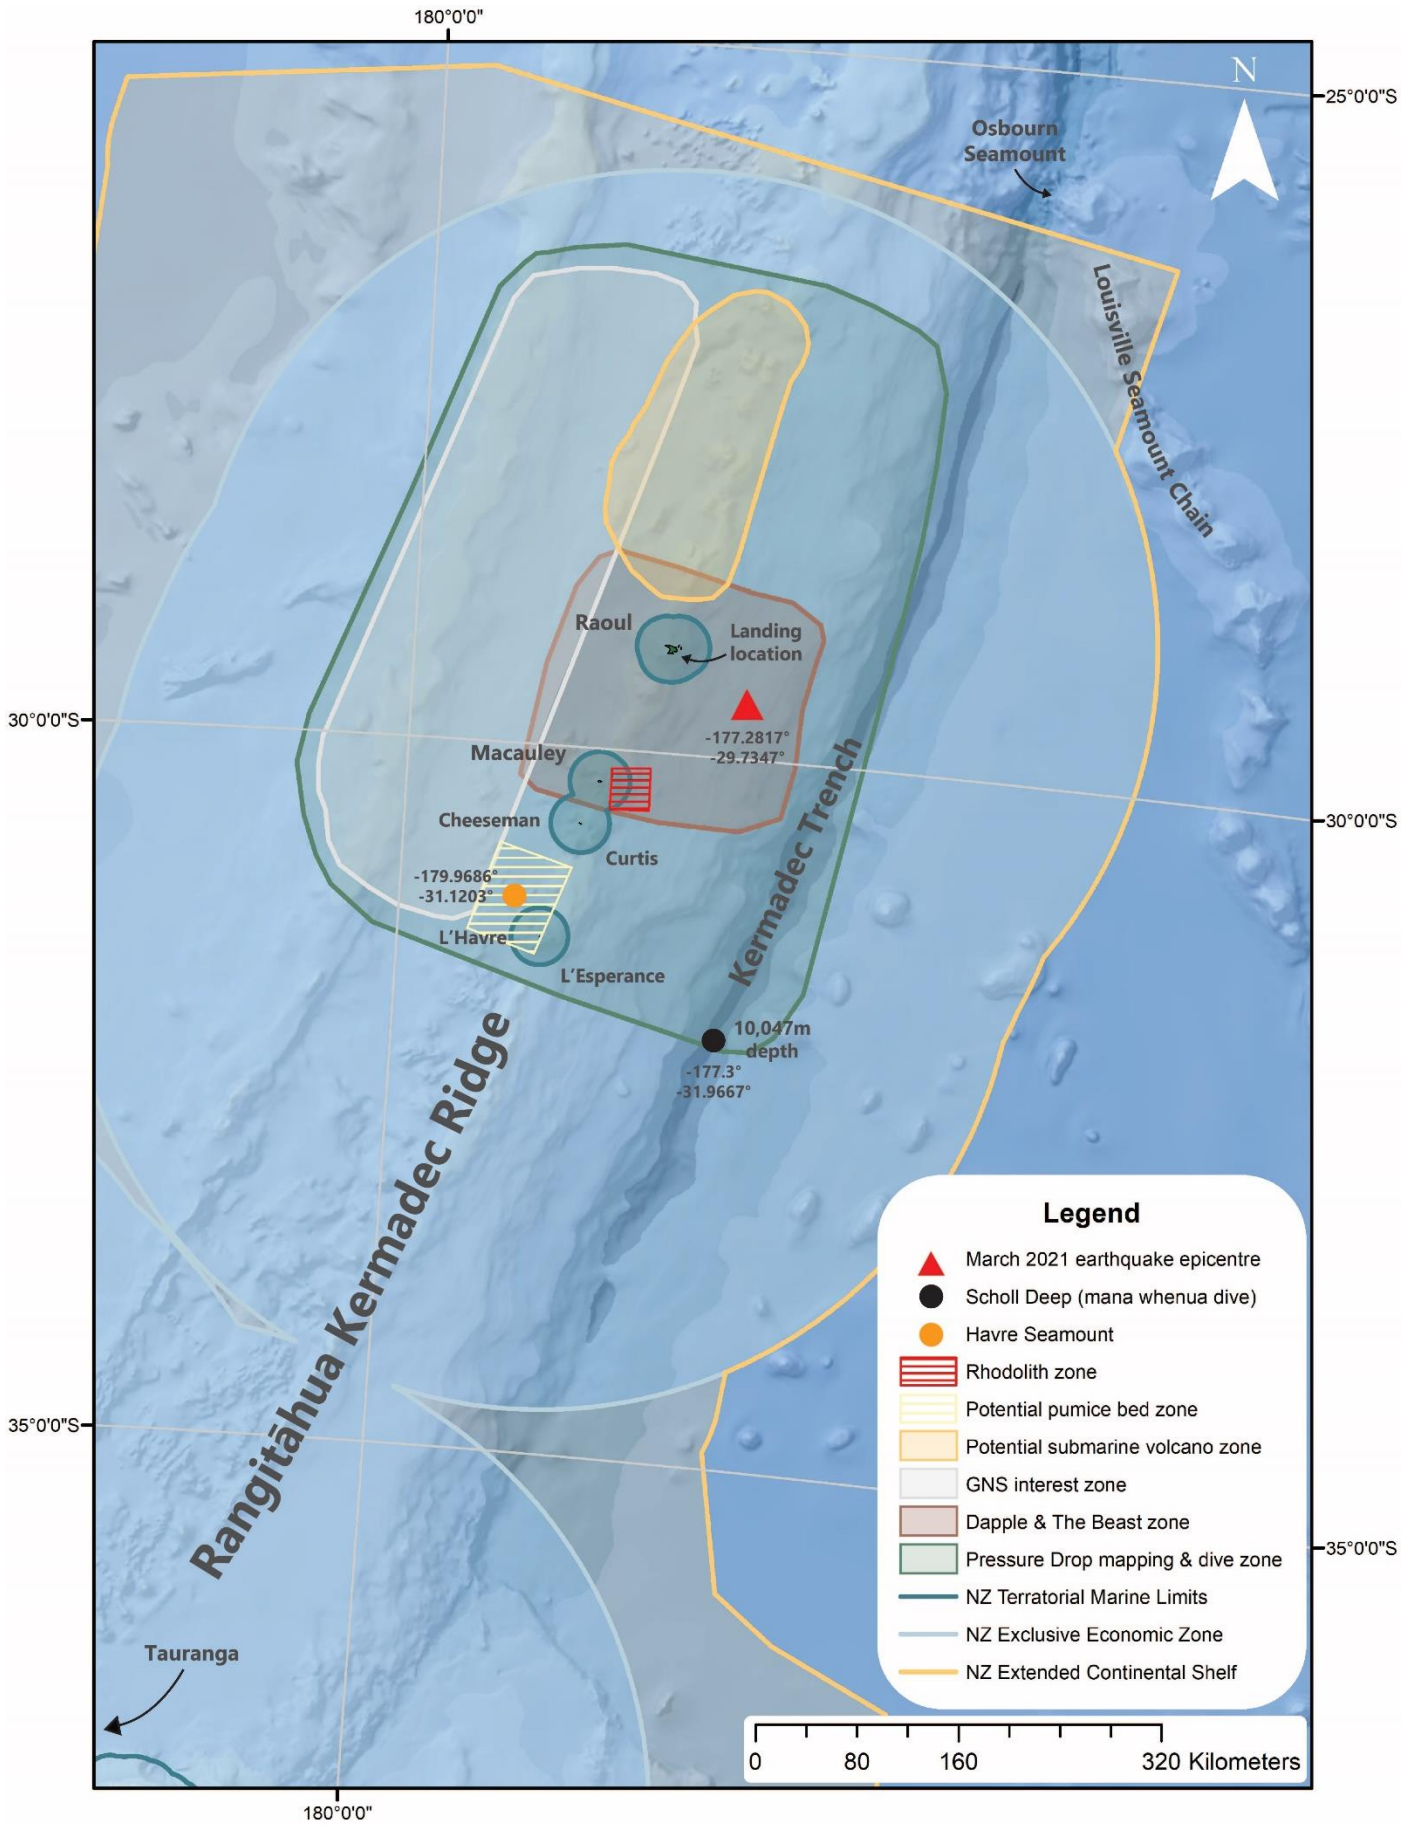 180°0'0"
N
25°0'0"S
Osbourn
Seamount
Louisville Seamount Chain
Raoul
Landing
location
30°0'0"S
-177.2817°
-29.7347°
Macauley
Kermadec Trench
Cheeseman
30°0'0"S
Curtis
-179.9686°
-31.1203°
L'Havre
L'Esperance
10,047m
depth
-177.3°
-31.9667°
Rangitāhua Kermadec Ridge
35°0'0"S
35°0'0"S
Tauranga
Legend
March 2021 earthquake epicentre
Scholl Deep (mana whenua dive)
Havre Seamount
Rhodolith zone
Potential pumice bed zone
Potential submarine volcano zone
GNS interest zone
Dapple & The Beast zone
Pressure Drop mapping & dive zone
NZ Terratorial Marine Limits
NZ Exclusive Economic Zone
NZ Extended Continental Shelf
0 80 160 320 Kilometers
180°0'0"